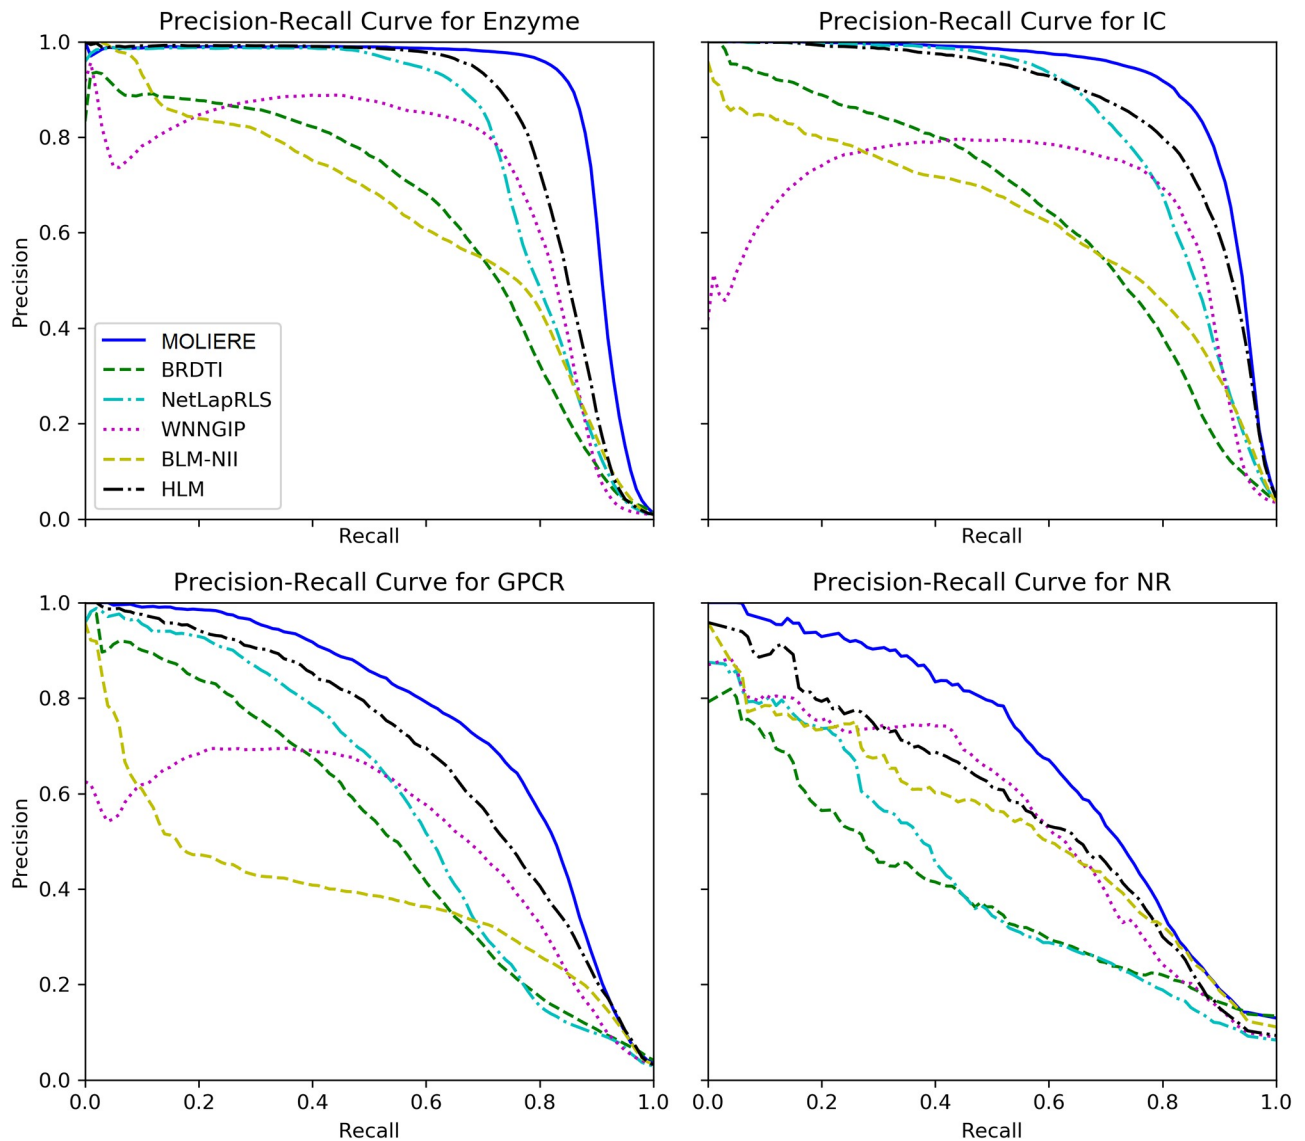 Precision-Recall Curve for Enzyme
Precision-Recall Curve for IC
1.0
0.8
0.6
0.4
0.2
0.0
Precision
MOLIERE
BRDTI
NetLapRLS
WNNGIP
BLM-NII
HLM
Recall
Recall
Precision-Recall Curve for GPCR
Precision-Recall Curve for NR
1.0
0.8
0.6
0.4
0.2
0.0
Precision
0.0 0.2 0.4 0.6 0.8 1.0
0.0 0.2 0.4 0.6 0.8 1.0
Recall
Recall